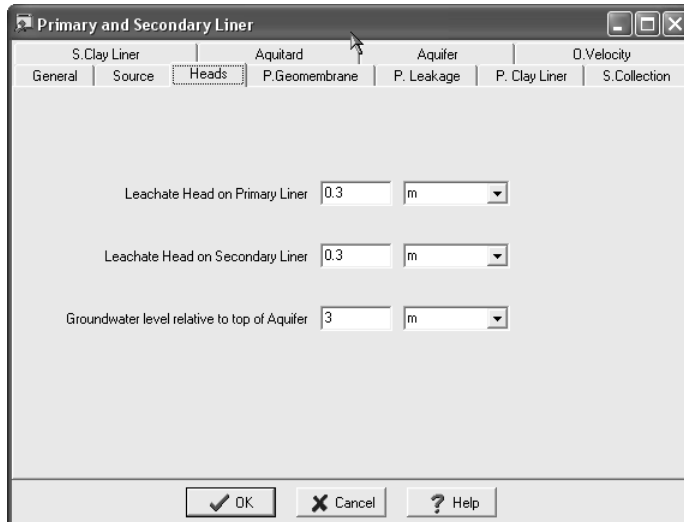 Primary and Secondary Liner
S.Clay Liner Aquitard Aquifer O.Velocity
General Source Heads P.Geomembrane P. Leakage P. Clay Liner S.Collection
Leachate Head on Primary Liner 0.3 m
Leachate Head on Secondary Liner 0.3 m
Groundwater level relative to top of Aquifer 3 m
OK Cancel ? Help